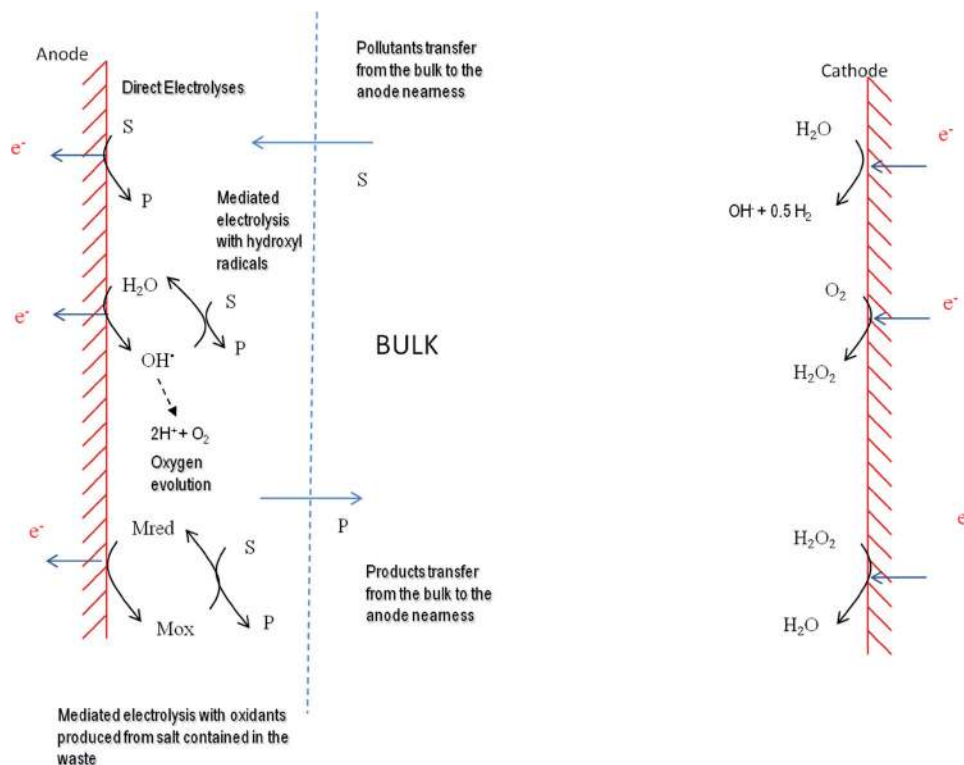 Anode
Direct Electrolyses
S
e-
P
Mediated
electrolysis
with hydroxyl
radicals
H2O
S
e-
P
OH•
2H+ + O2
Oxygen
evolution
Mred
S
e-
Mox
P
Mediated electrolysis with oxidants
produced from salt contained in the
waste
Pollutants transfer
from the bulk to the
anode nearness
S
BULK
P
Products transfer
from the bulk to the
anode nearness
Cathode
H2O
e-
OH- + 0.5 H2
O2
e-
H2O2
H2O2
e
H2O